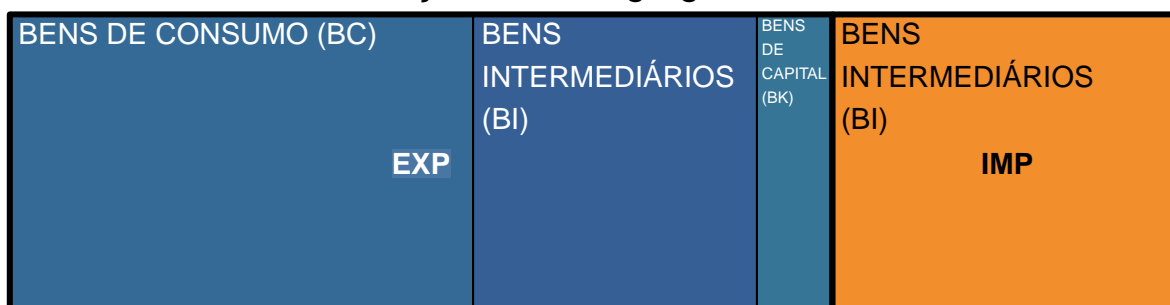 BENS DE CONSUMO (BC)
EXP
BENS
INTERMEDIÁRIOS
(BI)
BENS
DE
CAPITAL
(BK)
BENS
INTERMEDIÁRIOS
(BI)
IMP